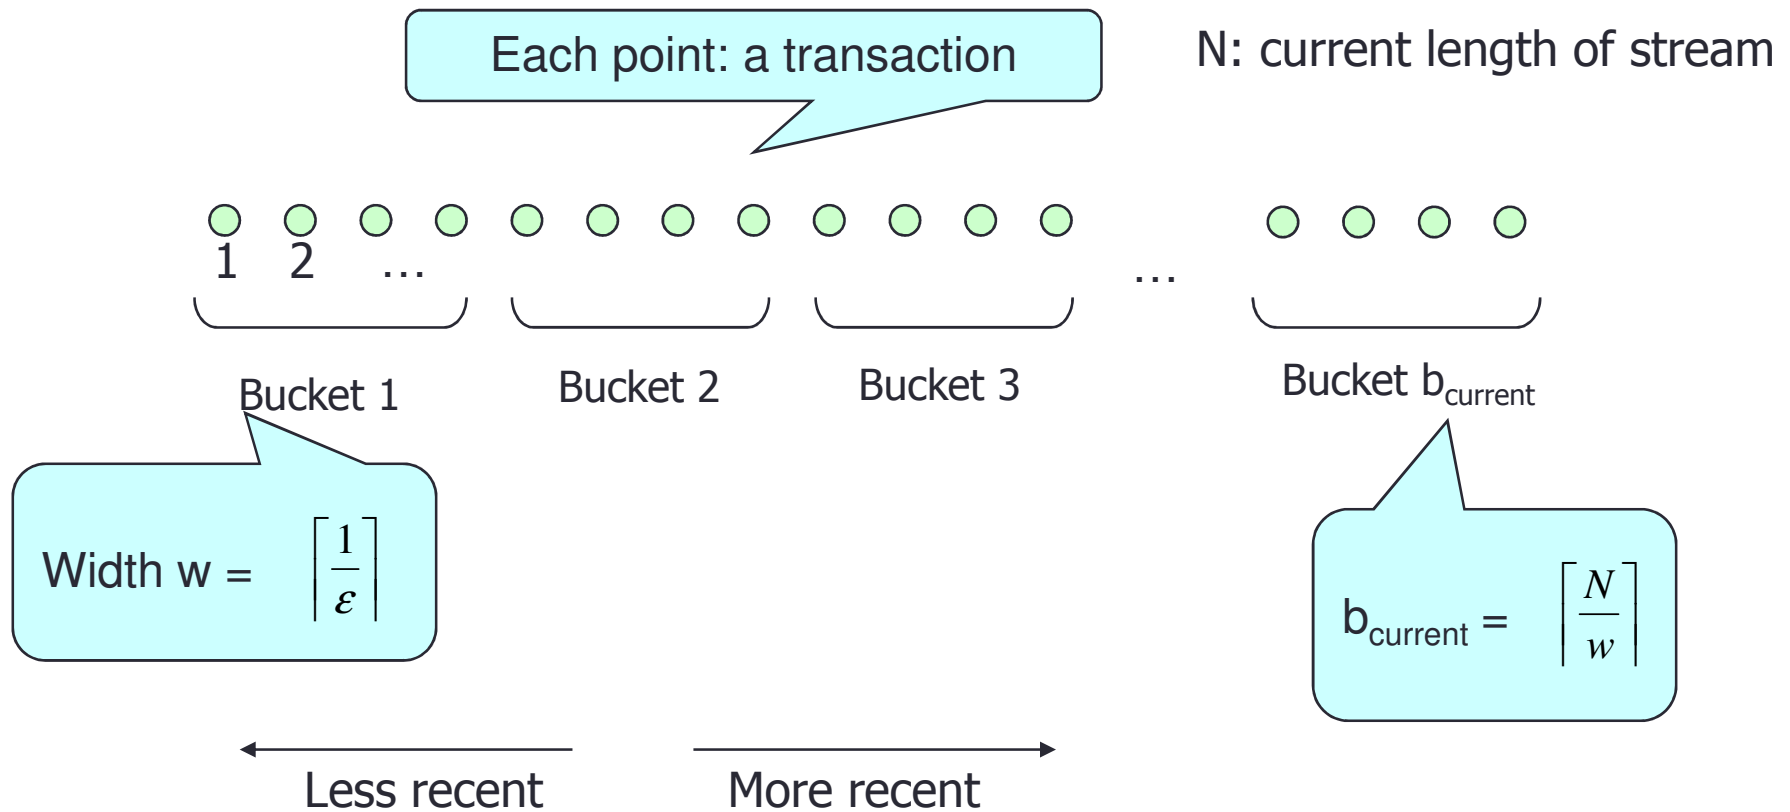 Each point: a transaction
N: current length of stream
1 2 ...
...
Bucket 1
Bucket 2
Bucket 3
Bucket b_current
Width w = ⌈1/ε⌉
b_current = ⌈N/w⌉
Less recent
More recent